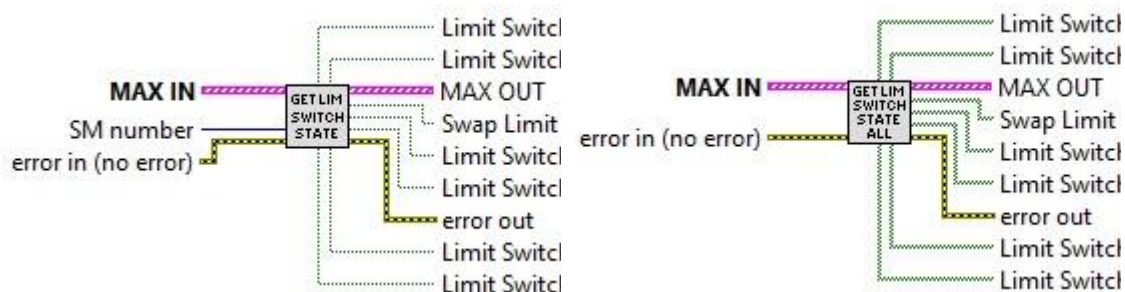 Limit Switch
Limit Switch
MAX IN
MAX OUT
GET LIM
SWITCH
STATE
SM number
Swap Limit
error in (no error)
Limit Switch
Limit Switch
error out
Limit Switch
Limit Switch
Limit Switch
Limit Switch
MAX IN
MAX OUT
GET LIM
SWITCH
STATE
ALL
Swap Limit
error in (no error)
Limit Switch
Limit Switch
error out
Limit Switch
Limit Switch